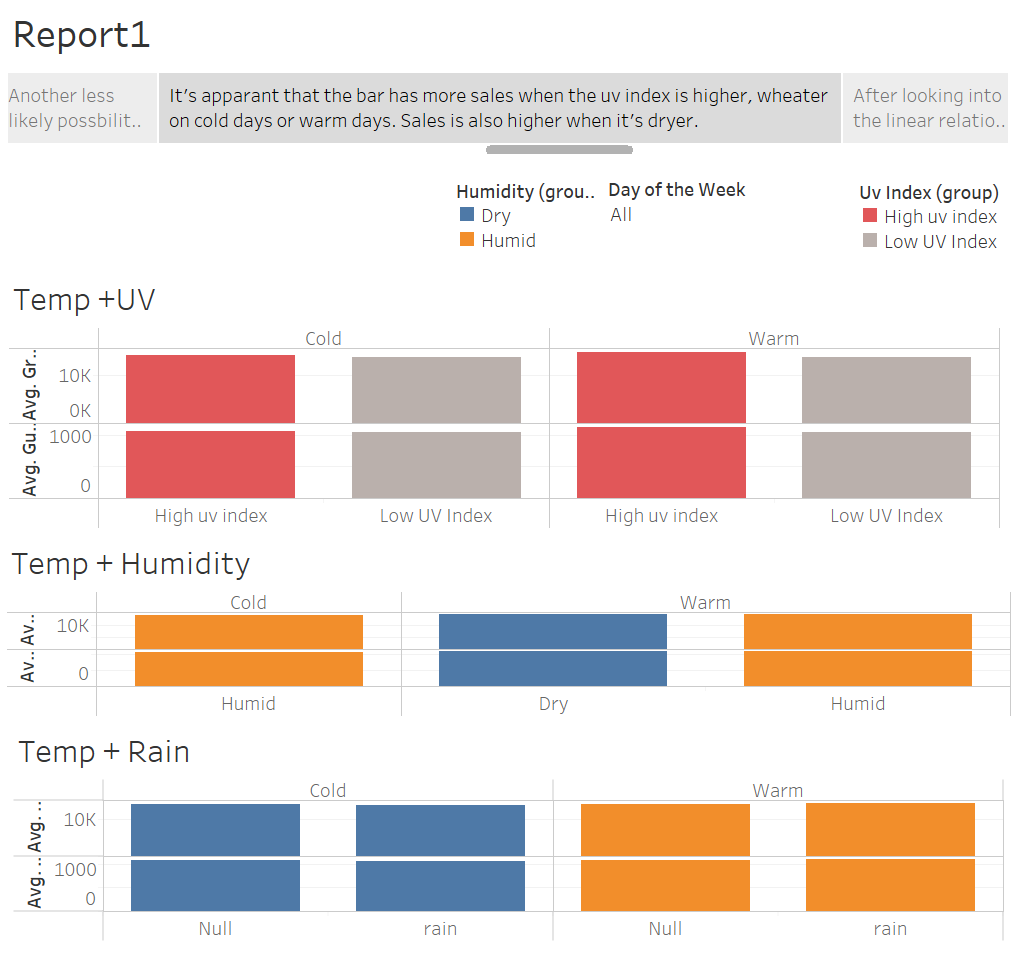 Report1
Another less
likely possbilit..
It's apparant that the bar has more sales when the uv index is higher, wheater
on cold days or warm days. Sales is also higher when it's dryer.
After looking into
the linear relatio..
Humidity (grou..
Dry
Humid
Day of the Week
All
Uv Index (group)
High uv index
Low UV Index
Temp +UV
Cold
Warm
Avg. Gr..
10K
0K
Avg. Gu..
1000
0
High uv index
Low UV Index
High uv index
Low UV Index
Temp + Humidity
Cold
Warm
Av..
10K
Av..
0
Humid
Dry
Humid
Temp + Rain
Cold
Warm
Avg. ..
10K
Avg. ..
1000
0
Null
rain
Null
rain